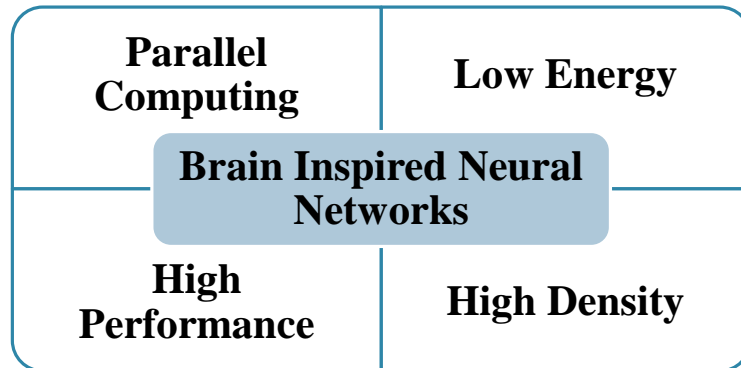 Parallel
Computing
Low Energy
Brain Inspired Neural
Networks
High
Performance
High Density